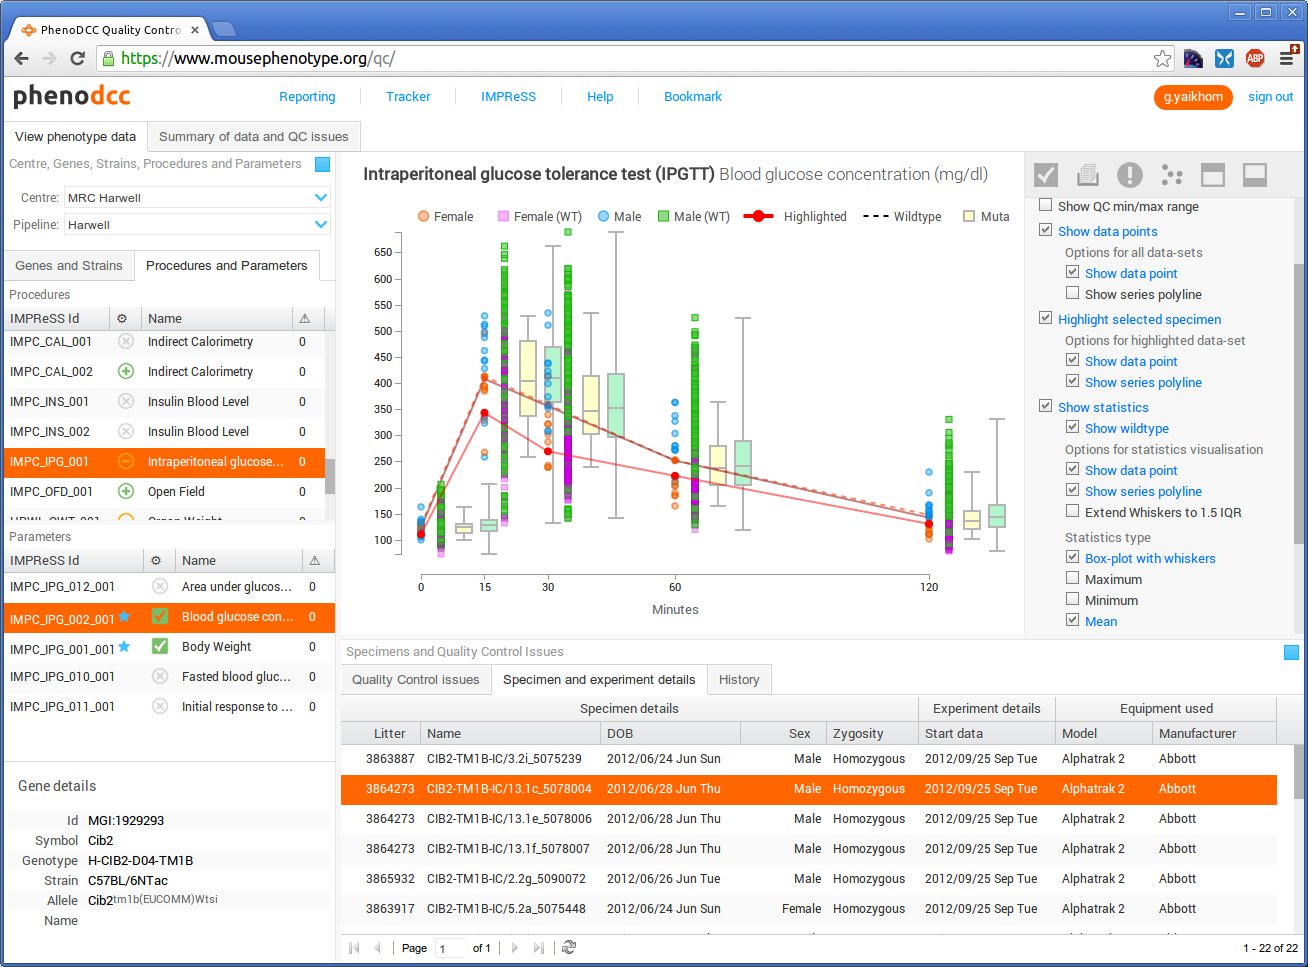 PhenoDCC Quality Contro
https://www.mousephenotype.org/qc/
ABP
phenodcc
Reporting
Tracker
IMPReSS
Help
Bookmark
g.yaikhom
sign out
View phenotype data
Summary of data and QC issues
Centre, Genes, Strains, Procedures and Parameters
Centre: MRC Harwell
Pipeline: Harwell
Genes and Strains
Procedures and Parameters
Procedures
IMPReSS Id Name
IMPC_CAL_001 Indirect Calorimetry 0
IMPC_CAL_002 Indirect Calorimetry 0
IMPC_INS_001 Insulin Blood Level 0
IMPC_INS_002 Insulin Blood Level 0
IMPC_IPG_001 Intraperitoneal glucose... 0
IMPC_OFD_001 Open Field 0
Parameters
IMPReSS Id Name
IMPC_IPG_012_001 Area under glucos... 0
IMPC_IPG_002_001 Blood glucose con... 0
IMPC_IPG_001_001 Body Weight 0
IMPC_IPG_010_001 Fasted blood gluc... 0
IMPC_IPG_011_001 Initial response to ... 0
Gene details
Id MGI:1929293
Symbol Cib2
Genotype H-CIB2-D04-TM1B
Strain C57BL/6NTac
Allele Cib2tm1b(EUCOMM)Wtsi
Name
Intraperitoneal glucose tolerance test (IPGTT) Blood glucose concentration (mg/dl)
Female Female (WT) Male Male (WT) Highlighted Wildtype Muta
650
600
550
500
450
400
350
300
250
200
150
100
0 15 30 60 120
Minutes
Show QC min/max range
Show data points
Options for all data-sets
Show data point
Show series polyline
Highlight selected specimen
Options for highlighted data-set
Show data point
Show series polyline
Show statistics
Show wildtype
Options for statistics visualisation
Show data point
Show series polyline
Extend Whiskers to 1.5 IQR
Statistics type
Box-plot with whiskers
Maximum
Minimum
Mean
Specimens and Quality Control Issues
Quality Control issues
Specimen and experiment details
History
Specimen details Experiment details Equipment used
Litter Name DOB Sex Zygosity Start data Model Manufacturer
3863887 CIB2-TM1B-IC/3.2i_5075239 2012/06/24 Jun Sun Male Homozygous 2012/09/25 Sep Tue Alphatrak 2 Abbott
3864273 CIB2-TM1B-IC/13.1c_5078004 2012/06/28 Jun Thu Male Homozygous 2012/09/25 Sep Tue Alphatrak 2 Abbott
3864273 CIB2-TM1B-IC/13.1e_5078006 2012/06/28 Jun Thu Male Homozygous 2012/09/25 Sep Tue Alphatrak 2 Abbott
3864273 CIB2-TM1B-IC/13.1f_5078007 2012/06/28 Jun Thu Male Homozygous 2012/09/25 Sep Tue Alphatrak 2 Abbott
3865932 CIB2-TM1B-IC/2.2g_5090072 2012/06/26 Jun Tue Male Homozygous 2012/09/25 Sep Tue Alphatrak 2 Abbott
3863917 CIB2-TM1B-IC/5.2a_5075448 2012/06/24 Jun Sun Female Homozygous 2012/09/25 Sep Tue Alphatrak 2 Abbott
Page 1 of 1
1 - 22 of 22